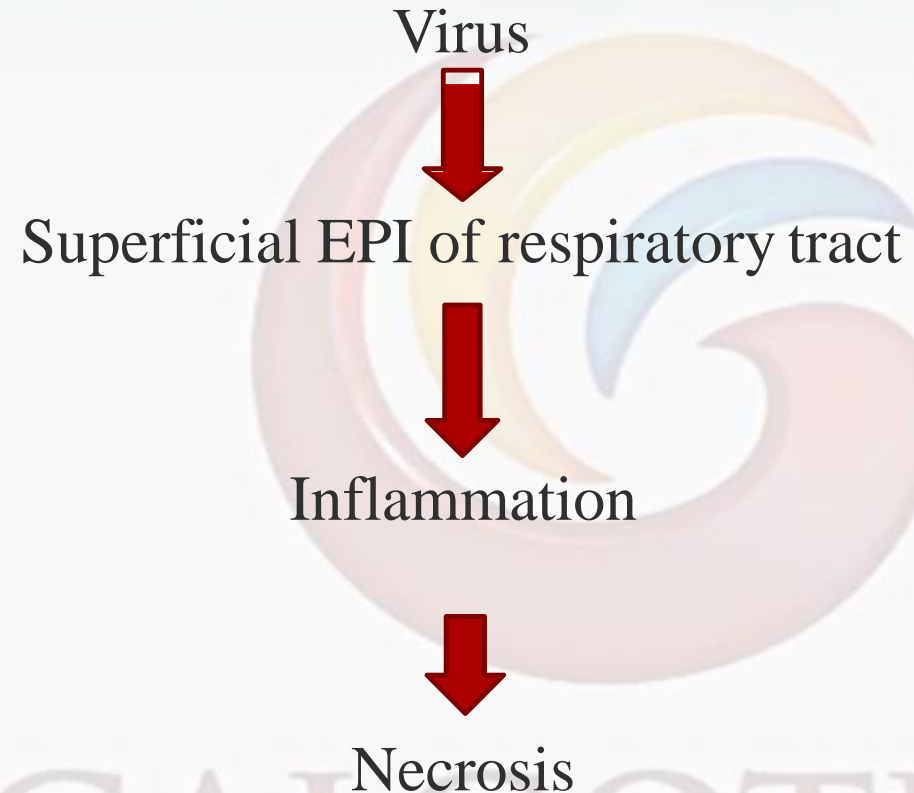 Virus
Superficial EPI of respiratory tract
Inflammation
Necrosis